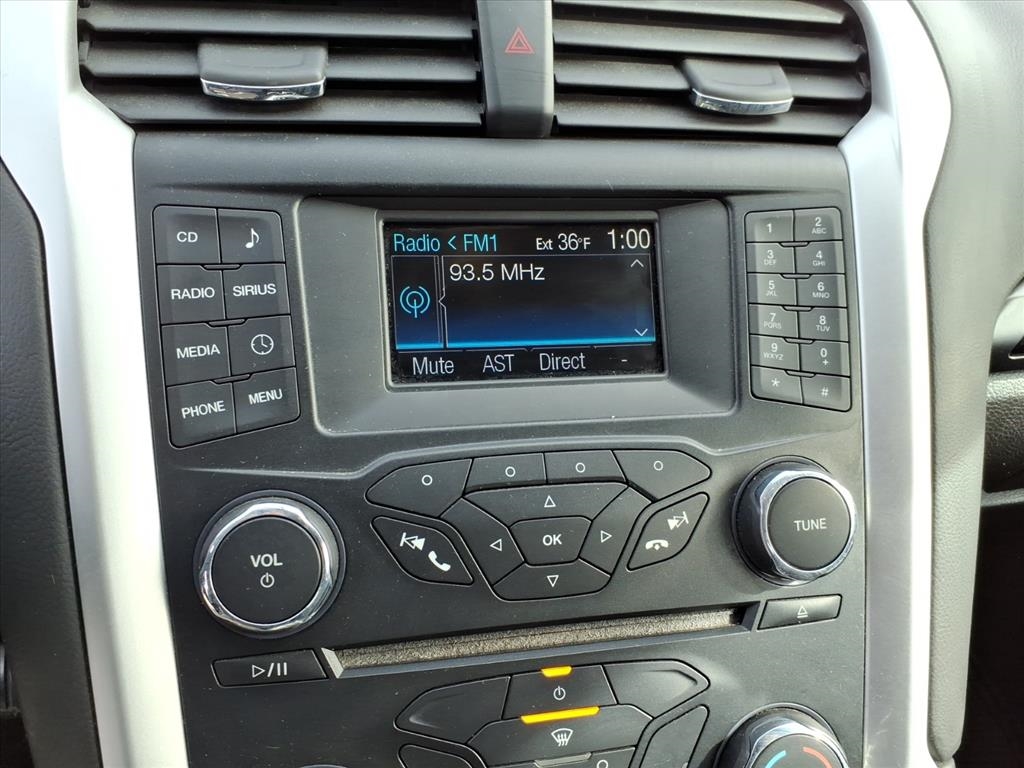 CD
RADIO SIRIUS
MEDIA
PHONE MENU
Radio < FM1 Ext 36°F 1:00
93.5 MHz
Mute AST Direct -
1 2 ABC
3 DEF 4 GHI
5 JKL 6 MNO
7 PQRS 8 TUV
9 WXYZ 0 +
* #
VOL
OK
TUNE